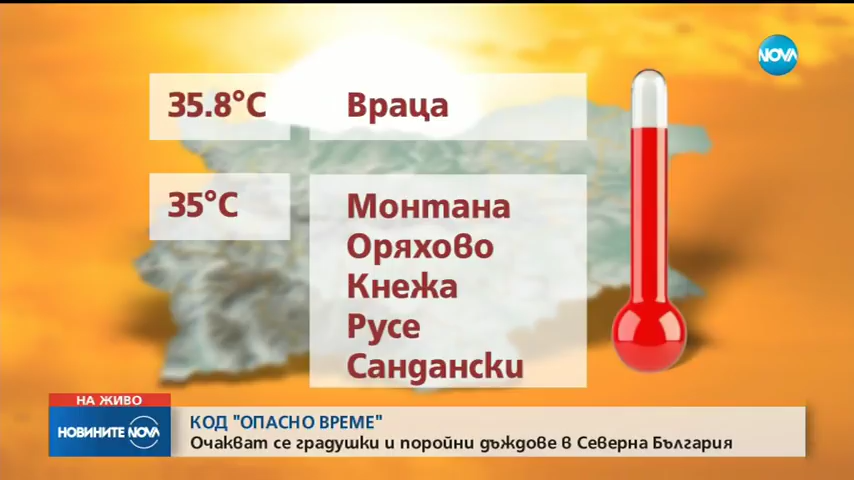 NOVA
35.8°C
Враца
35°C
Монтана
Оряхово
Кнежа
Русе
Сандански
НА ЖИВО
НОВИНИТЕ NOVA
КОД "ОПАСНО ВРЕМЕ"
Очакват се градушки и поройни дъждове в Северна България